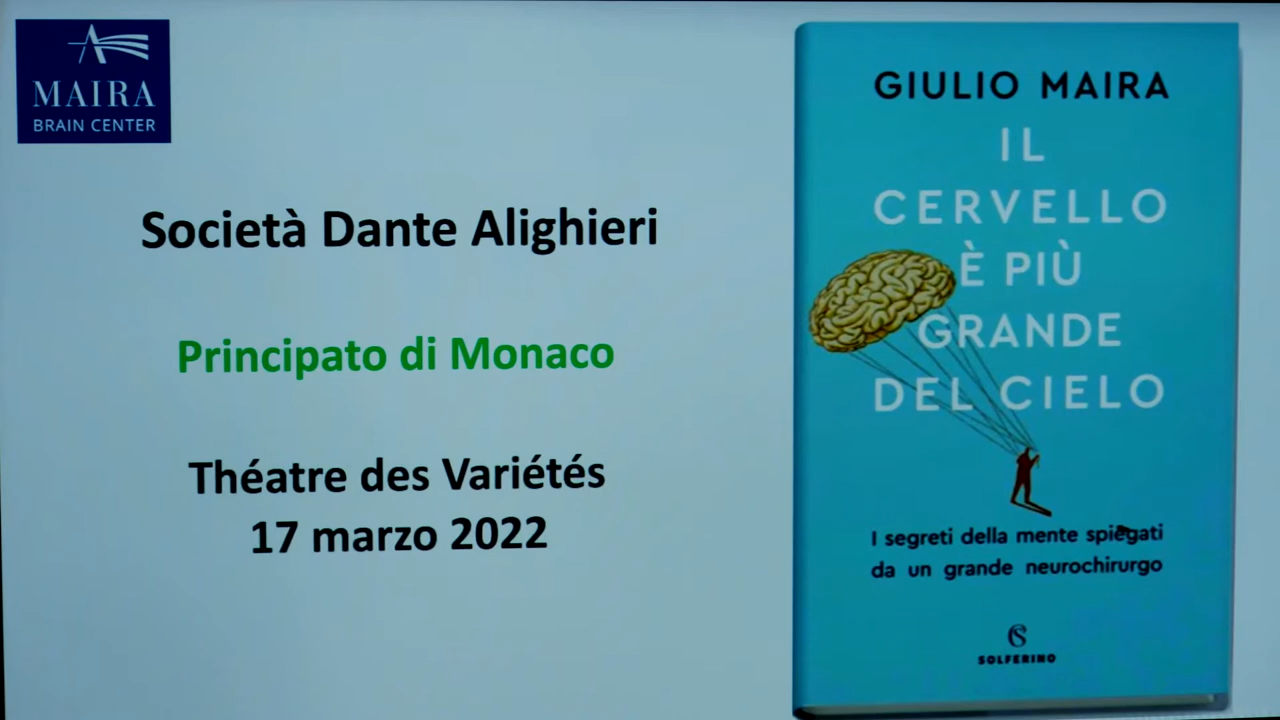 MAIRA
BRAIN CENTER
Società Dante Alighieri
Principato di Monaco
Théatre des Variétés
17 marzo 2022
GIULIO MAIRA
IL
CERVELLO
È PIÙ
GRANDE
DEL CIELO
I segreti della mente spiegati
da un grande neurochirurgo
SOLFERINO